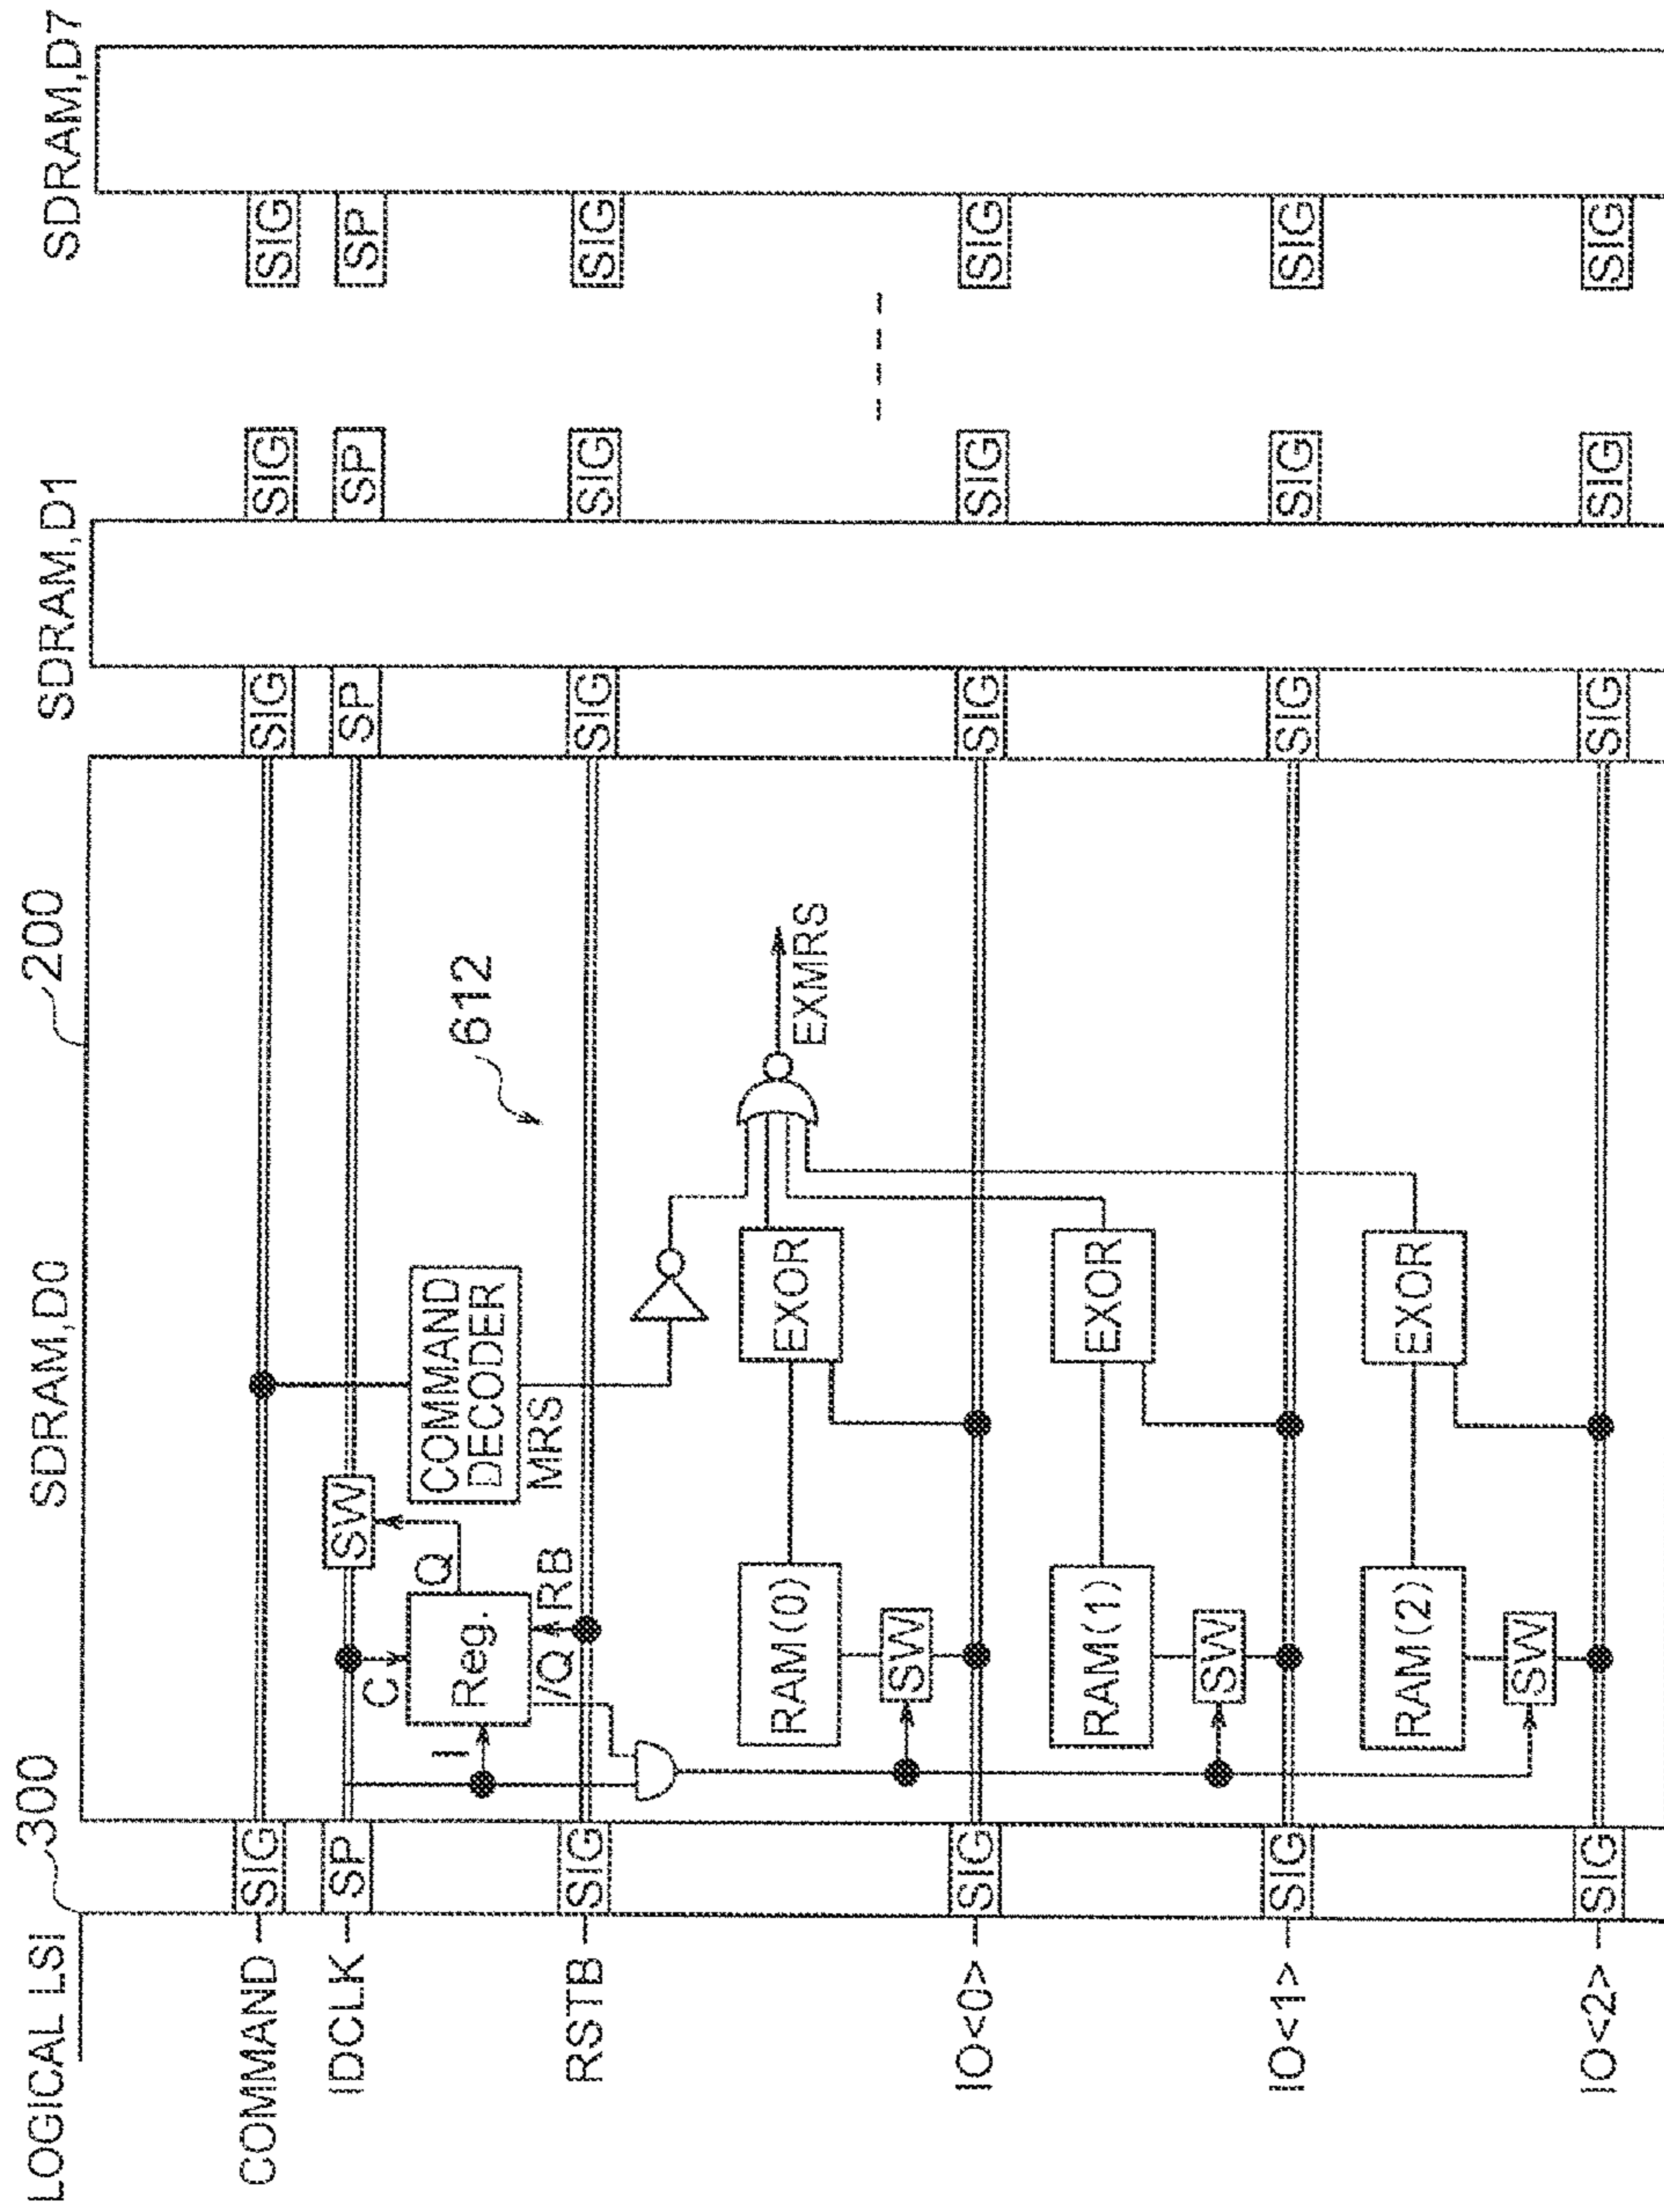 LOGICAL LSI
300
SDRAM,D0
200
SDRAM,D1
SDRAM,D7
COMMAND
SIG
SIG
SIG
SIG
IDCLK
SP
SW
SP
SP
SP
C
Q
I
Reg.
COMMAND
DECODER
MRS
612
/Q
RB
RSTB
SIG
SIG
SIG
SIG
RAM(0)
EXOR
EXMRS
SW
IO<0>
SIG
SIG
SIG
SIG
RAM(1)
EXOR
SW
IO<1>
SIG
SIG
SIG
SIG
RAM(2)
EXOR
SW
IO<2>
SIG
SIG
SIG
SIG